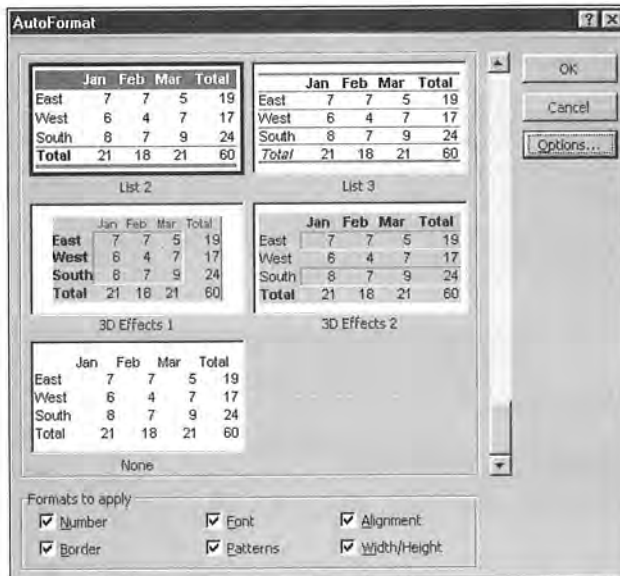 AutoFormat
Jan Feb Mar Total
East 7 7 5 19
West 6 4 7 17
South 8 7 9 24
Total 21 18 21 60
List 2
Jan Feb Mar Total
East 7 7 5 19
West 6 4 7 17
South 8 7 9 24
Total 21 18 21 60
List 3
Jan Feb Mar Total
East 7 7 5 19
West 6 4 7 17
South 8 7 9 24
Total 21 18 21 60
3D Effects 1
Jan Feb Mar Total
East 7 7 5 19
West 6 4 7 17
South 8 7 9 24
Total 21 18 21 60
3D Effects 2
Jan Feb Mar Total
East 7 7 5 19
West 6 4 7 17
South 8 7 9 24
Total 21 18 21 60
None
OK
Cancel
Options...
Formats to apply
Number
Font
Alignment
Border
Patterns
Width/Height